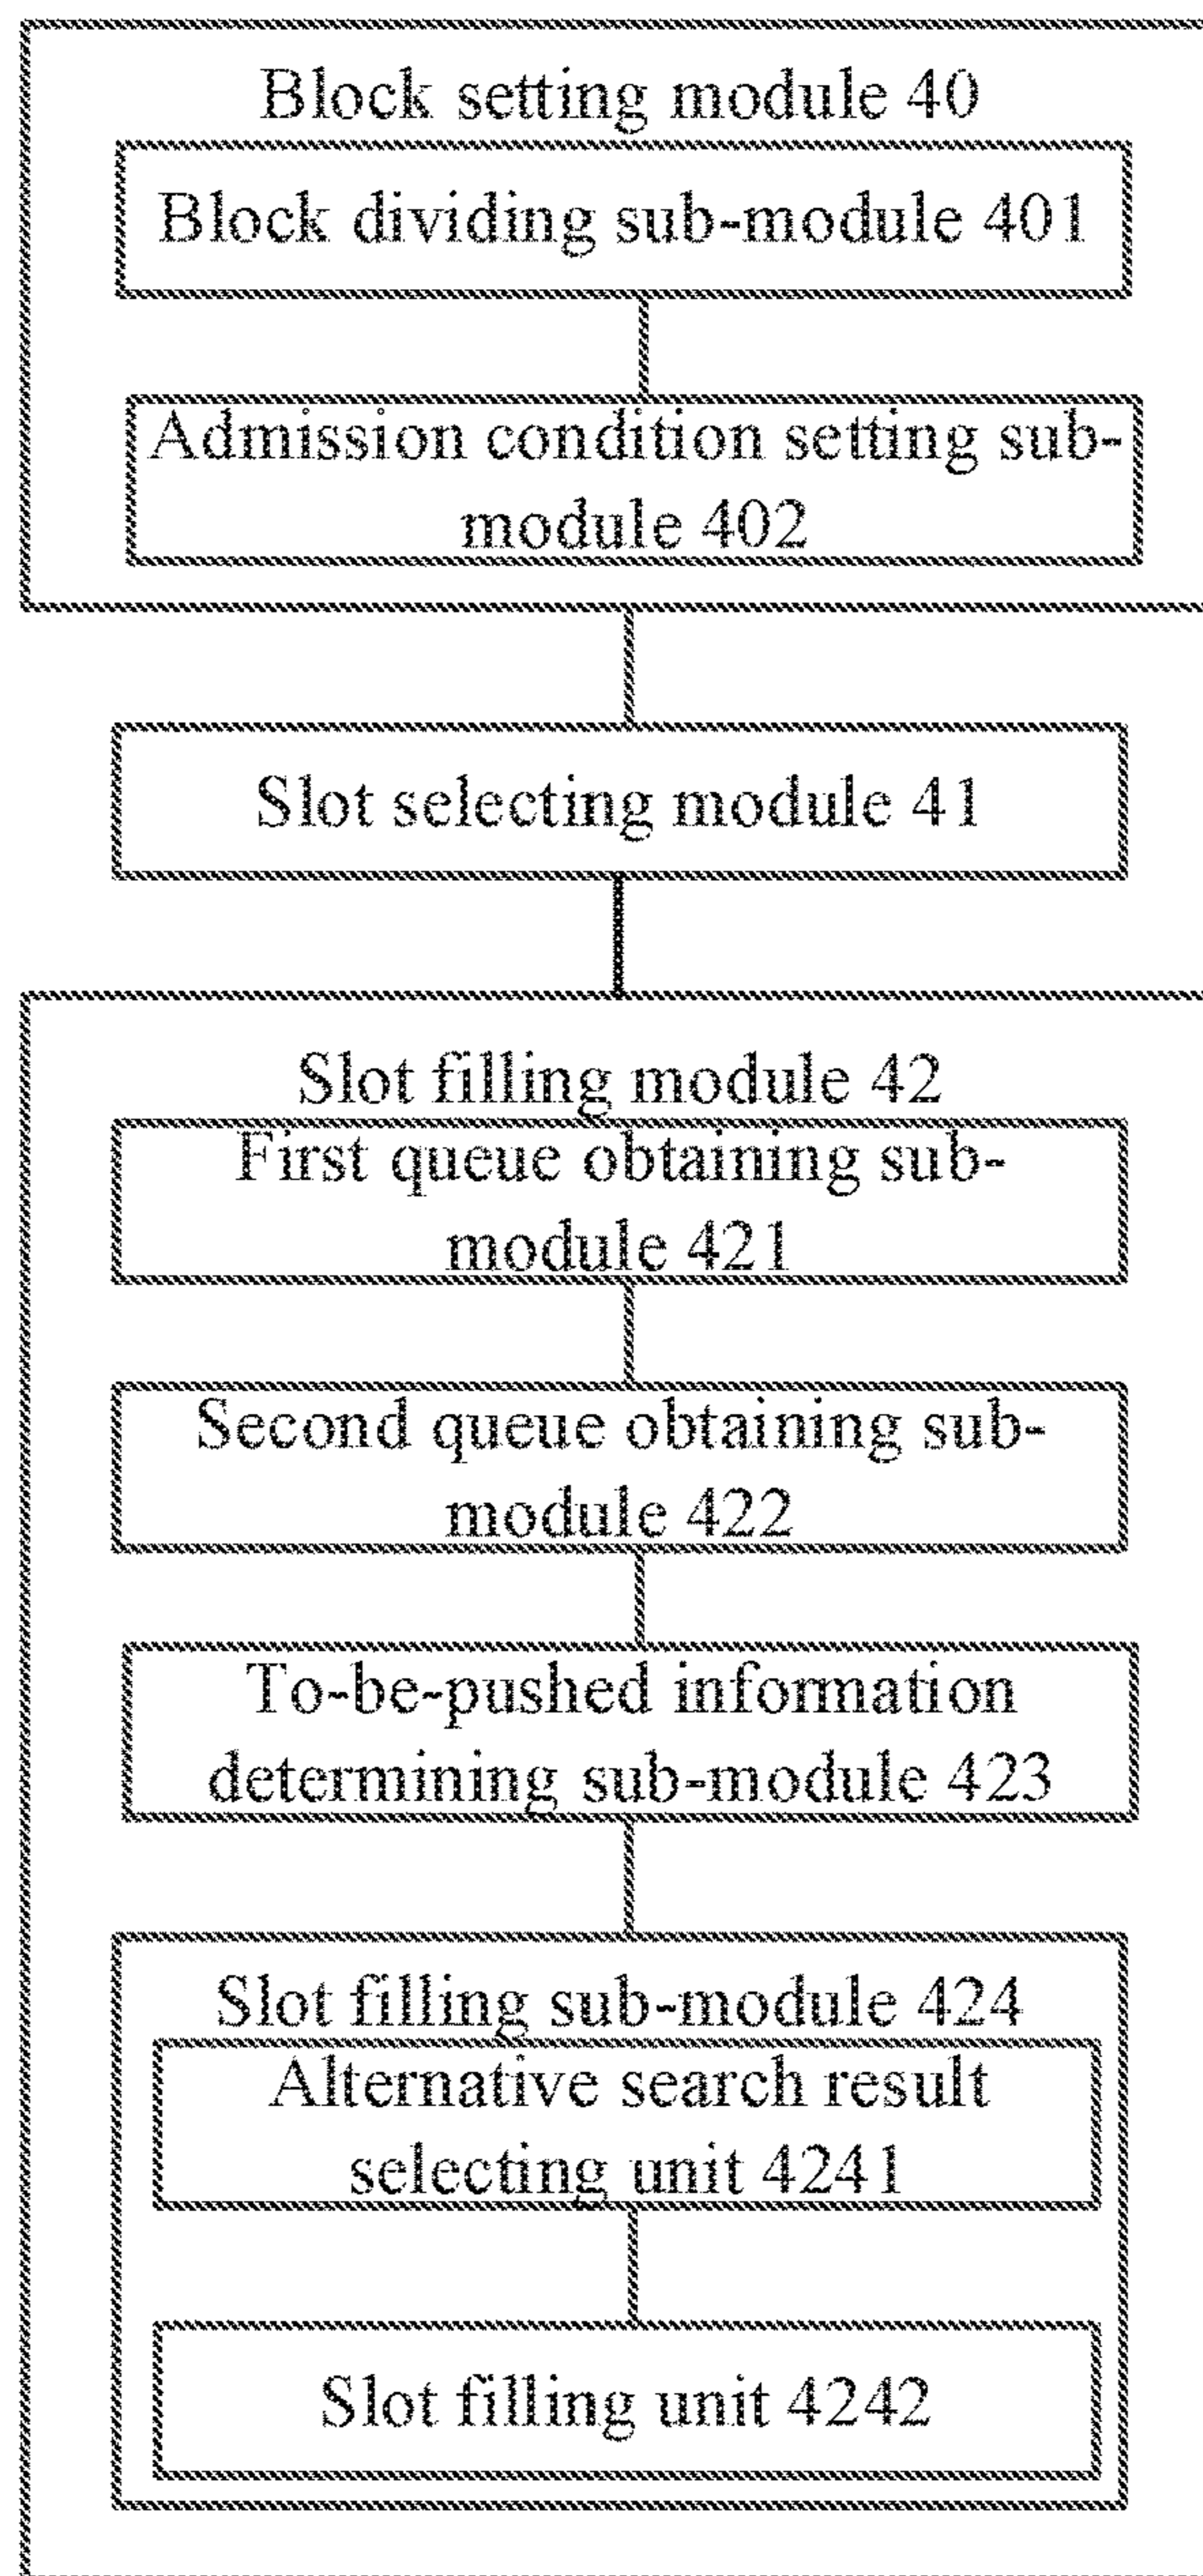 Block setting module 40
Block dividing sub-module 401
Admission condition setting sub-
module 402
Slot selecting module 41
Slot filling module 42
First queue obtaining sub-
module 421
Second queue obtaining sub-
module 422
To-be-pushed information
determining sub-module 423
Slot filling sub-module 424
Alternative search result
selecting unit 4241
Slot filling unit 4242